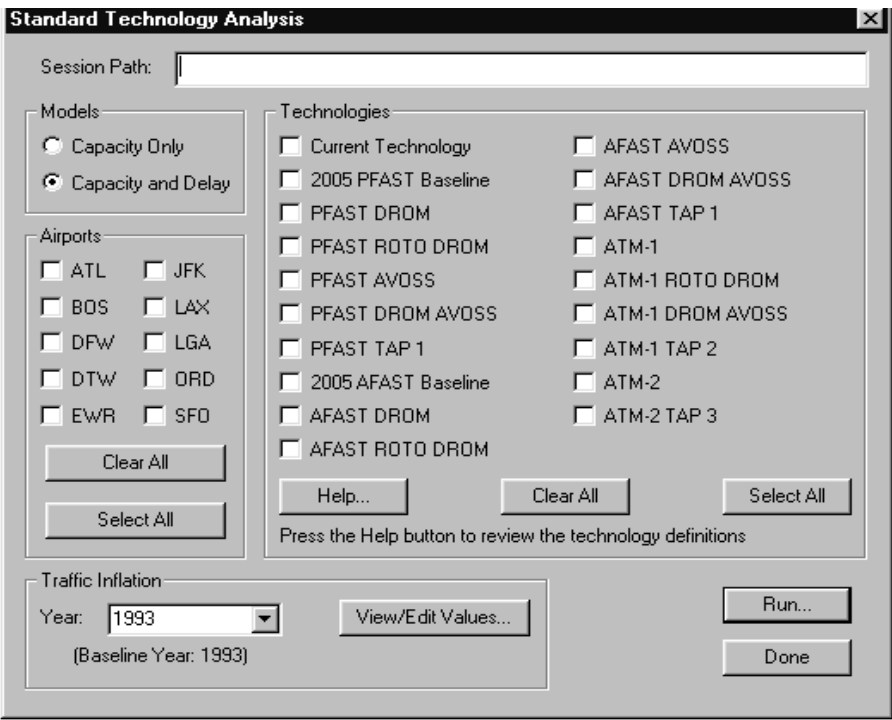 Standard Technology Analysis
Session Path:
Models
Capacity Only
Capacity and Delay
Airports
ATL JFK
BOS LAX
DFW LGA
DTW ORD
EWR SFO
Clear All
Select All
Technologies
Current Technology
2005 PFAST Baseline
PFAST DROM
PFAST ROTO DROM
PFAST AVOSS
PFAST DROM AVOSS
PFAST TAP 1
2005 AFAST Baseline
AFAST DROM
AFAST ROTO DROM
AFAST AVOSS
AFAST DROM AVOSS
AFAST TAP 1
ATM-1
ATM-1 ROTO DROM
ATM-1 DROM AVOSS
ATM-1 TAP 2
ATM-2
ATM-2 TAP 3
Help... Clear All Select All
Press the Help button to review the technology definitions
Traffic Inflation
Year: 1993 View/Edit Values...
(Baseline Year: 1993)
Run...
Done